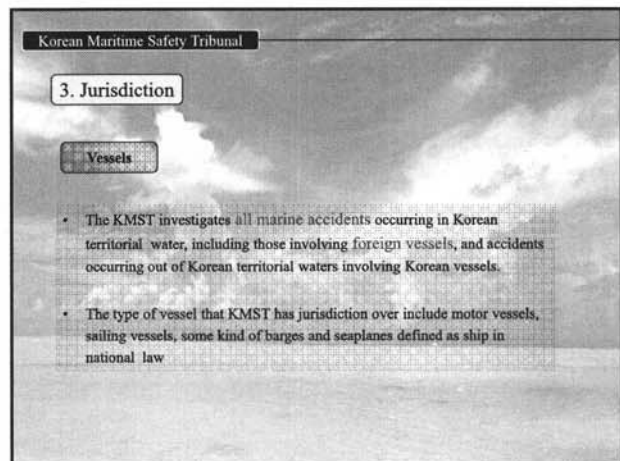 Korean Maritime Safety Tribunal
3. Jurisdiction
Vessels
• The KMST investigates all marine accidents occurring in Korean
territorial water, including those involving foreign vessels, and accidents
occurring out of Korean territorial waters involving Korean vessels.
• The type of vessel that KMST has jurisdiction over include motor vessels,
sailing vessels, some kind of barges and seaplanes defined as ship in
national law